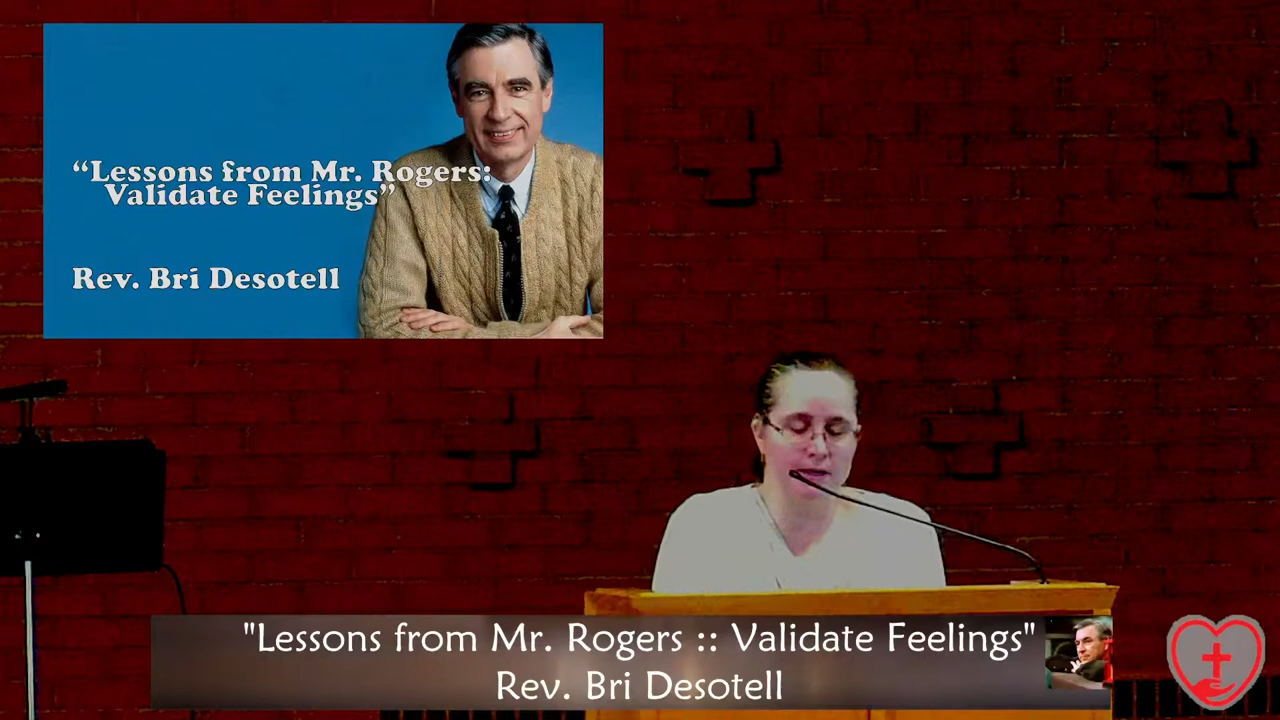 “Lessons from Mr. Rogers:
Validate Feelings”
Rev. Bri Desotell
"Lessons from Mr. Rogers :: Validate Feelings"
Rev. Bri Desotell